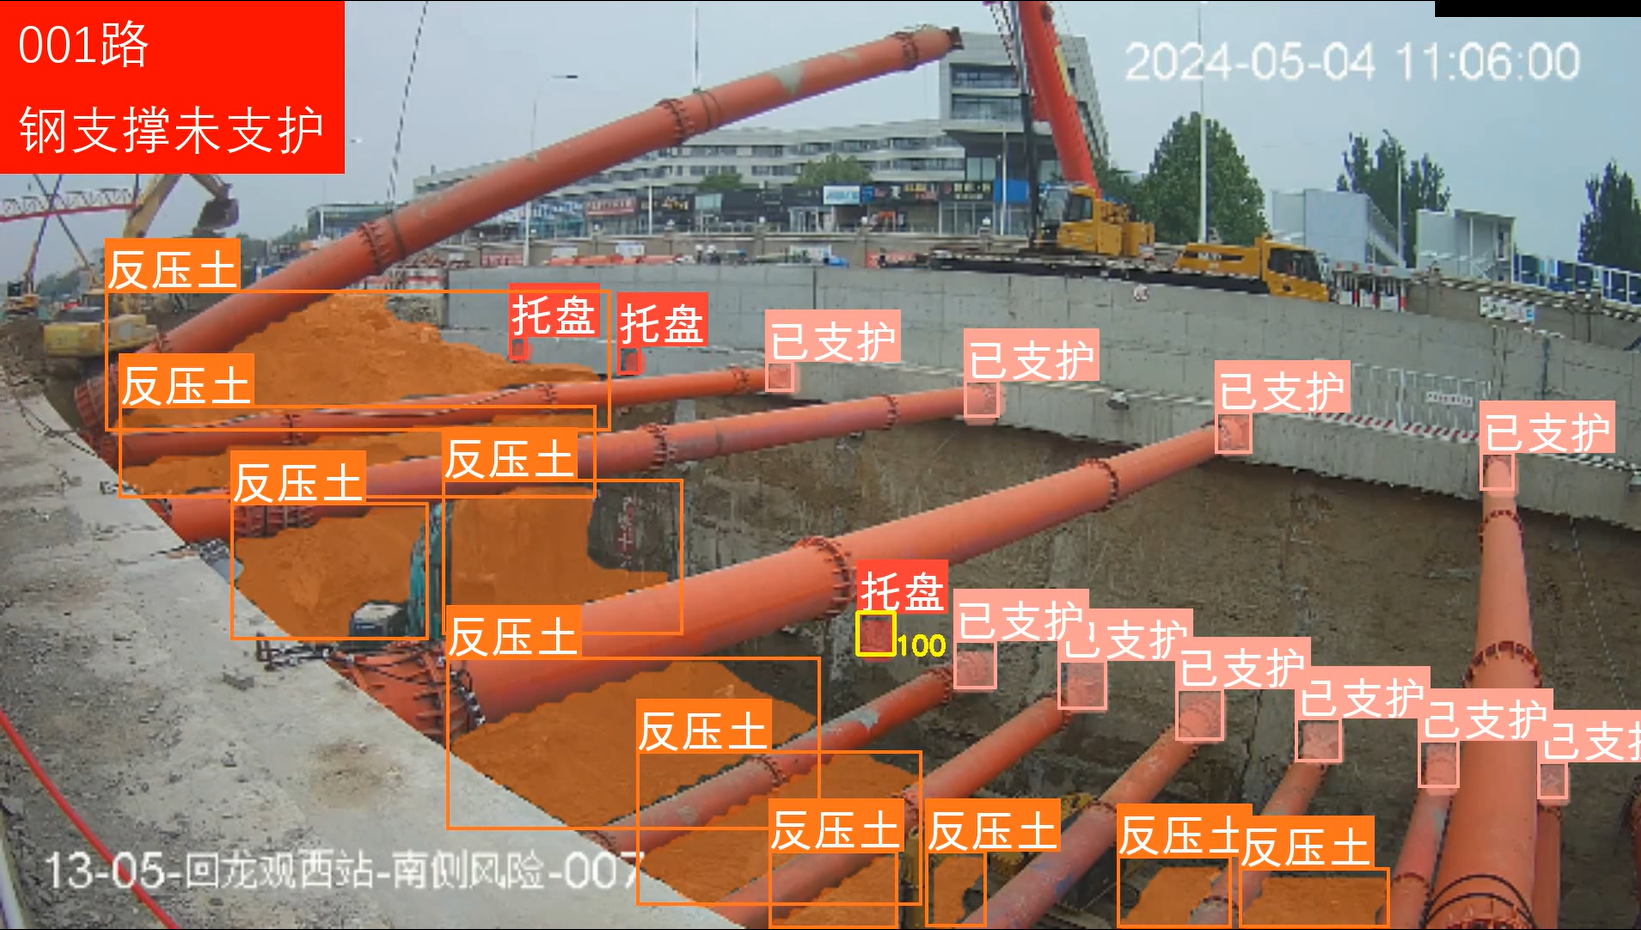 001路
钢支撑未支护
2024-05-04 11:06:00
反压土
托盘
托盘
已支护
已支护
已支护
已支护
反压土
反压土
反压土
托盘
100
已支护
已支护
已支护
已支护
已支护
已支护
反压土
反压土
反压土
反压土
反压土
反压土
13-05-回龙观西站-南侧风险-007